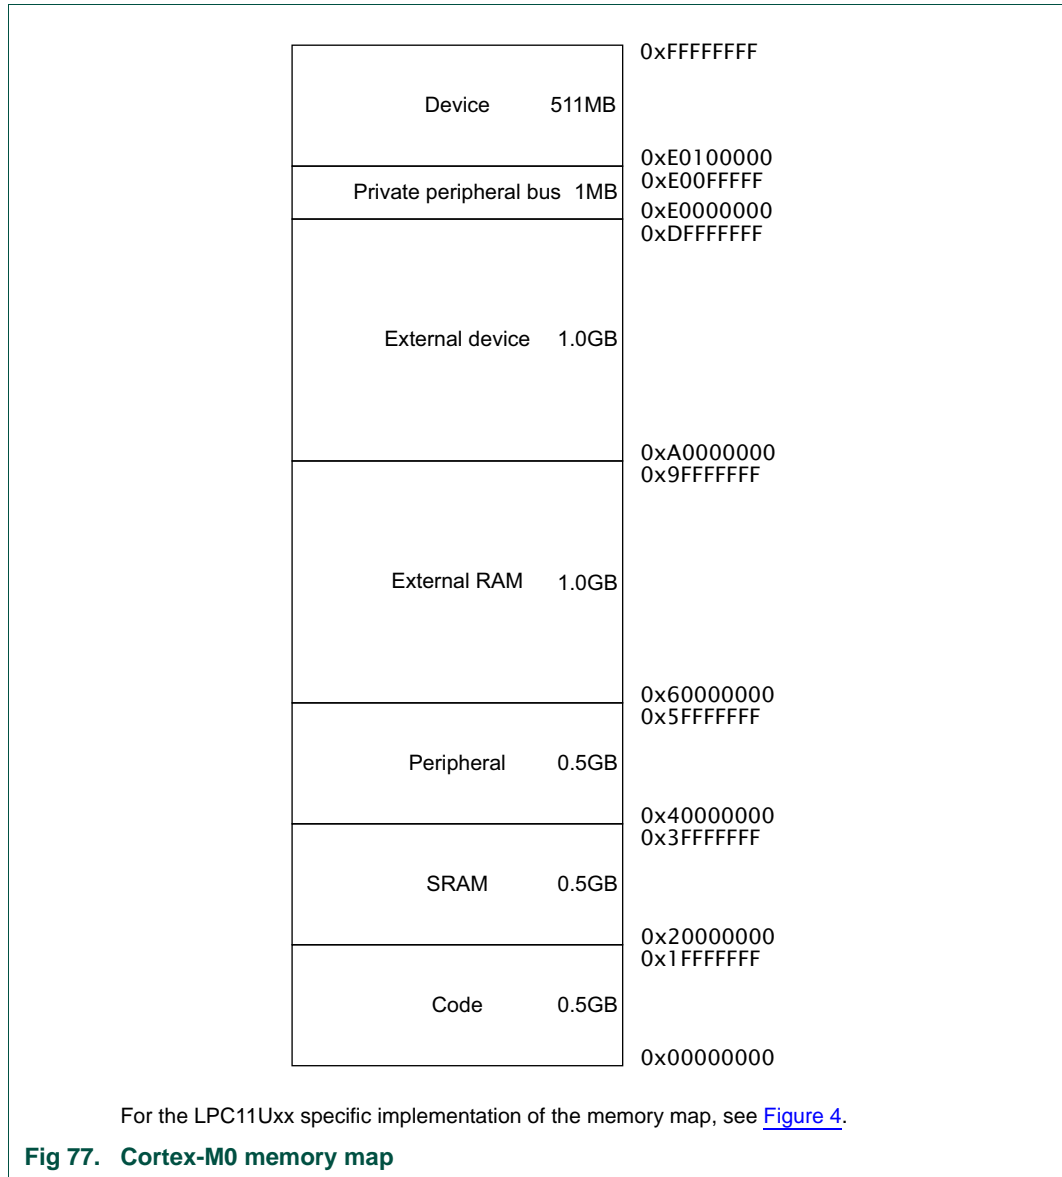 0xFFFFFFFF
Device 511MB
0xE0100000
0xE00FFFFF
Private peripheral bus 1MB
0xE0000000
0xDFFFFFFF
External device 1.0GB
0xA0000000
0x9FFFFFFF
External RAM 1.0GB
0x60000000
0x5FFFFFFF
Peripheral 0.5GB
0x40000000
0x3FFFFFFF
SRAM 0.5GB
0x20000000
0x1FFFFFFF
Code 0.5GB
0x00000000
For the LPC11Uxx specific implementation of the memory map, see Figure 4.
Fig 77. Cortex-M0 memory map